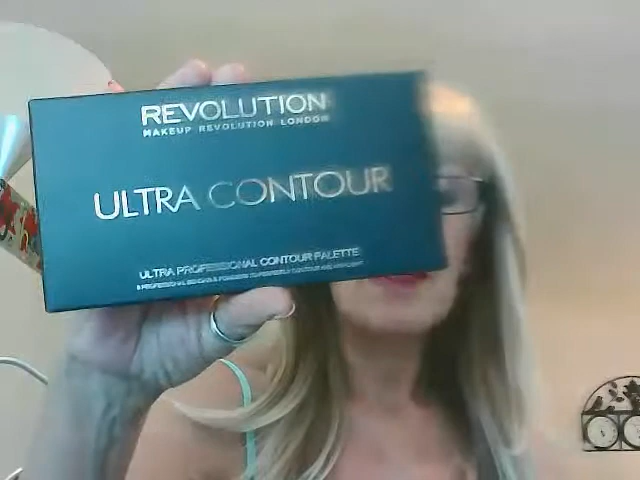 REVOLUTION
MAKEUP REVOLUTION LONDON
ULTRA CONTOUR
ULTRA PROFESSIONAL CONTOUR PALETTE